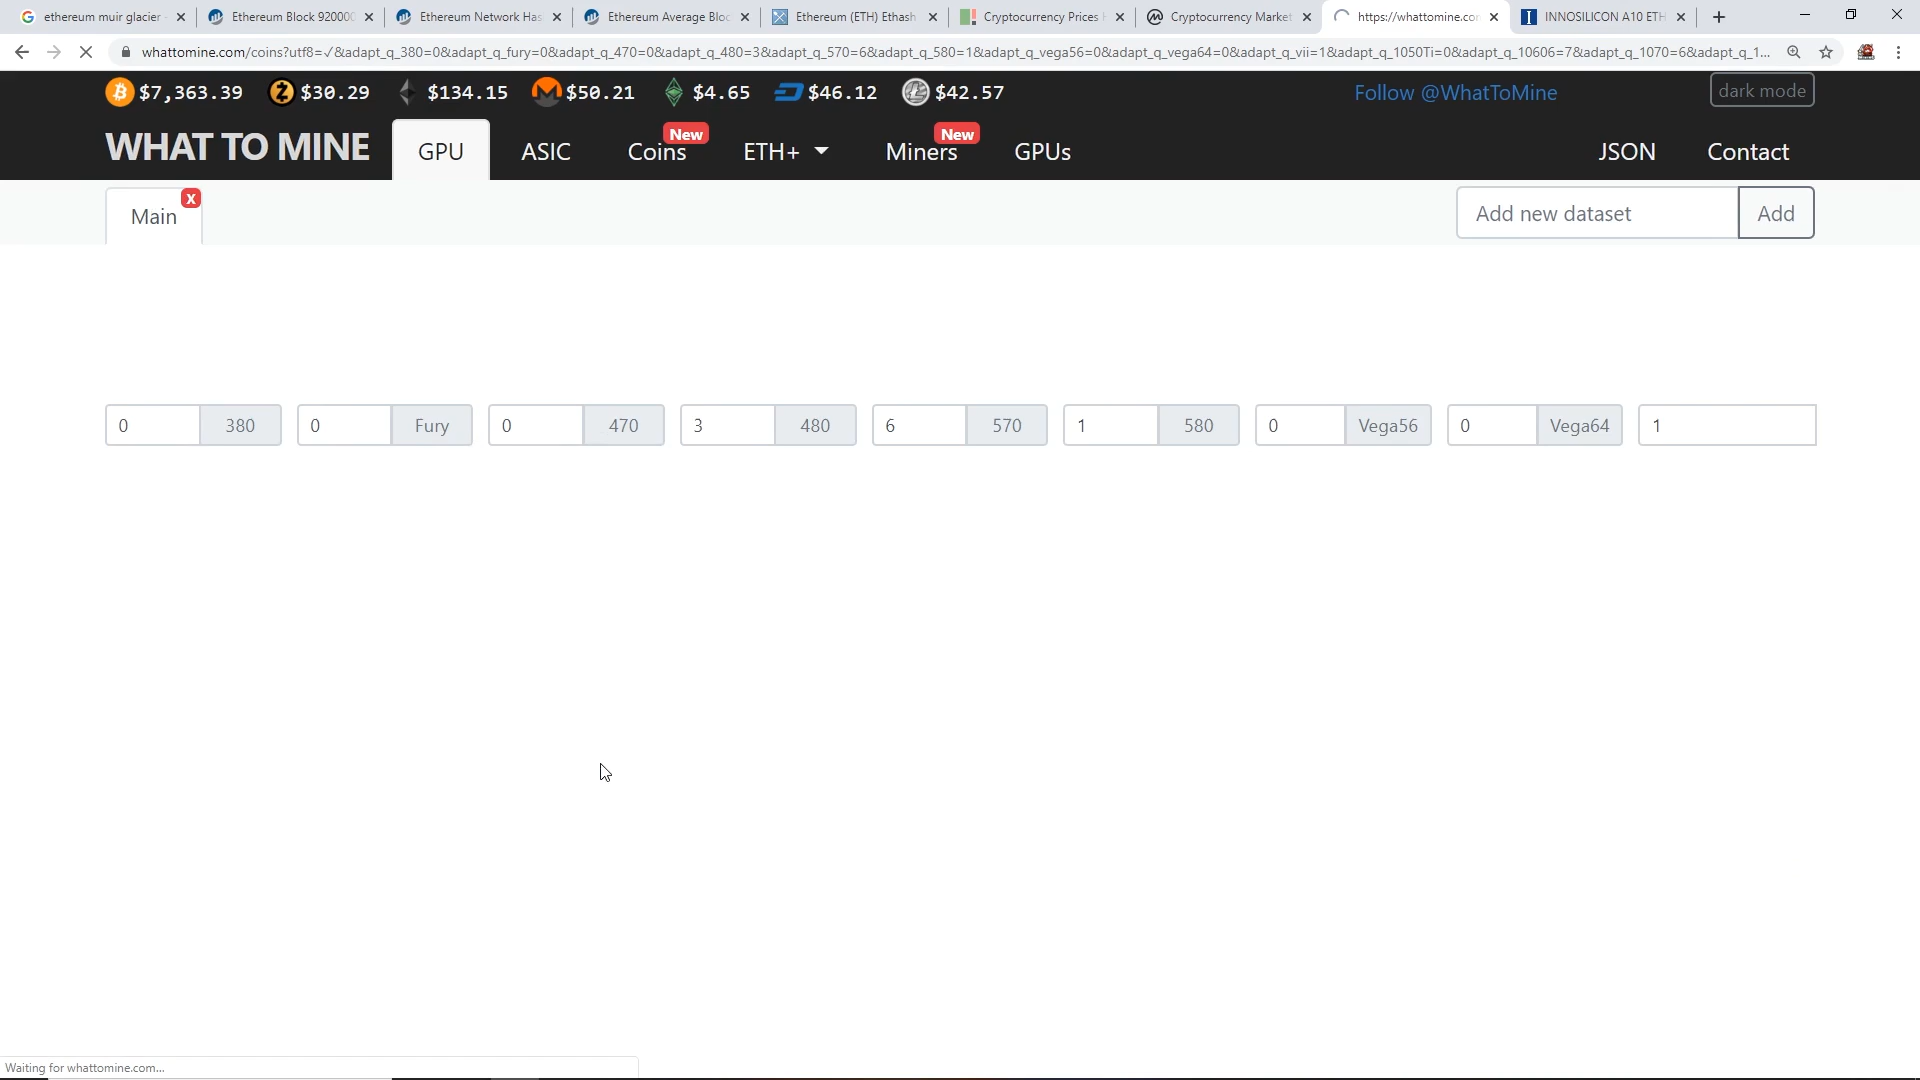 ethereum muir glacier -
Ethereum Block 920000
Ethereum Network Has
Ethereum Average Bloc
Ethereum (ETH) Ethash
Cryptocurrency Prices
Cryptocurrency Market
https://whattomine.com
INNOSILICON A10 ETH
whattomine.com/coins?utf8=✓&adapt_q_380=0&adapt_q_fury=0&adapt_q_470=0&adapt_q_480=3&adapt_q_570=6&adapt_q_580=1&adapt_q_vega56=0&adapt_q_vega64=0&adapt_q_vii=1&adapt_q_1050Ti=0&adapt_q_10606=7&adapt_q_1070=6&adapt_q_1...
$7,363.39 $30.29 $134.15 $50.21 $4.65 $46.12 $42.57 Follow @WhatToMine dark mode
New New
WHAT TO MINE GPU ASIC Coins ETH+ Miners GPUs JSON Contact
Main x Add new dataset Add
0 380 0 Fury 0 470 3 480 6 570 1 580 0 Vega56 0 Vega64 1
Waiting for whattomine.com...